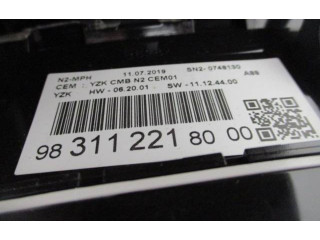 N2-MPH 11.07.2019 SN2- 0748130
CEM : YZK CMB N2 CEM01 A88
YZK HW - 06.20.01 SW - 11.12.44.00
98 311 221 80 00